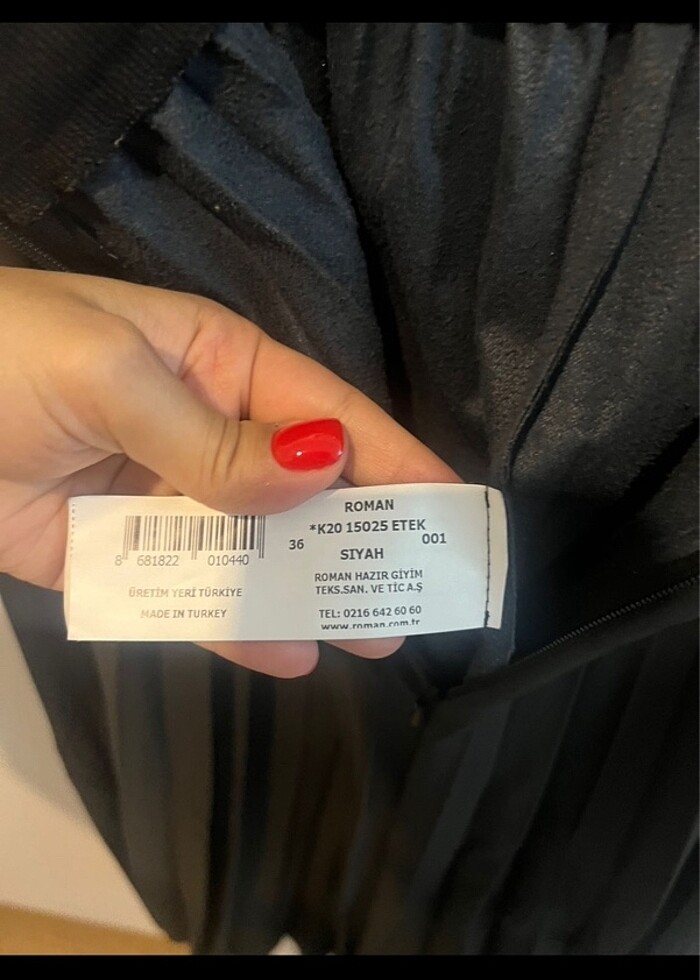 8 681822 010440
ÜRETİM YERİ TÜRKİYE
MADE IN TURKEY
ROMAN
*K20 15025 ETEK
36 001
SIYAH
ROMAN HAZIR GİYİM
TEKS.SAN. VE TİC A.Ş
TEL: 0216 642 60 60
www.roman.com.tr